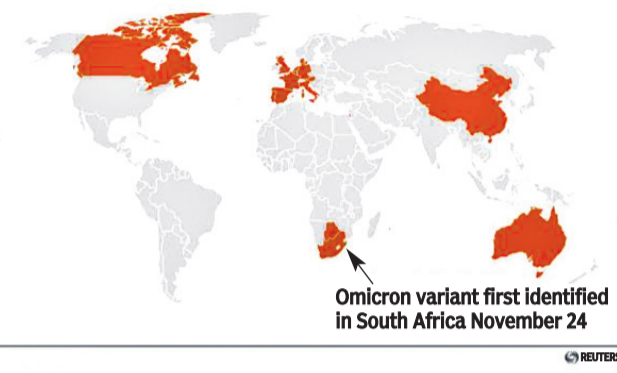 Omicron variant first identified
in South Africa November 24
REUTERS